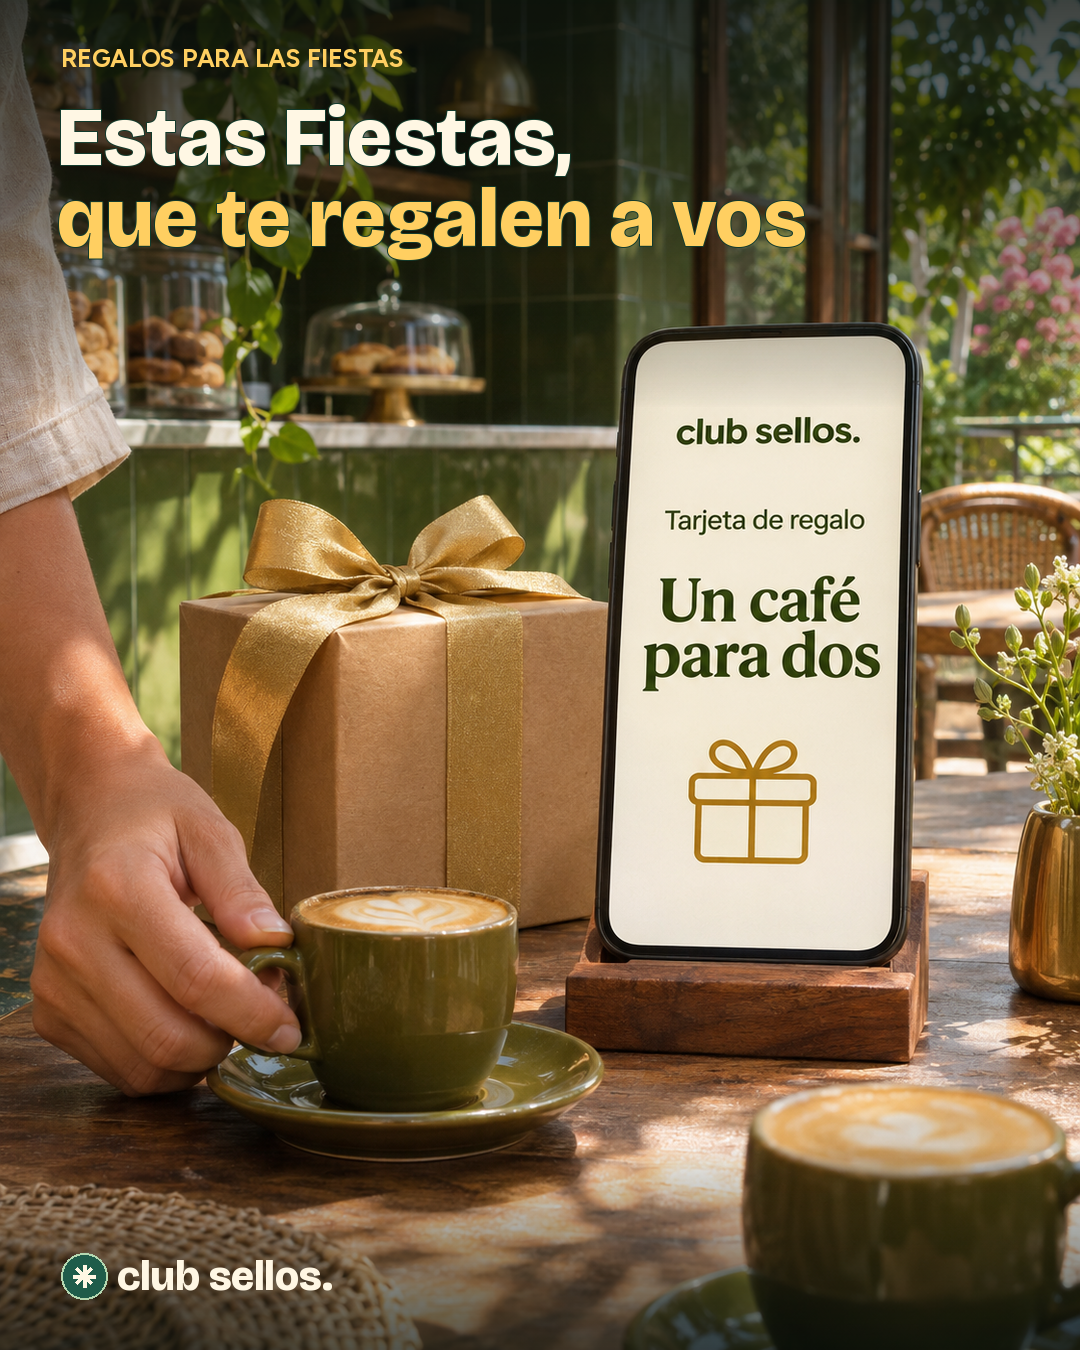 REGALOS PARA LAS FIESTAS
Estas Fiestas,
que te regalen a vos
club sellos.
Tarjeta de regalo
Un café
para dos
club sellos.